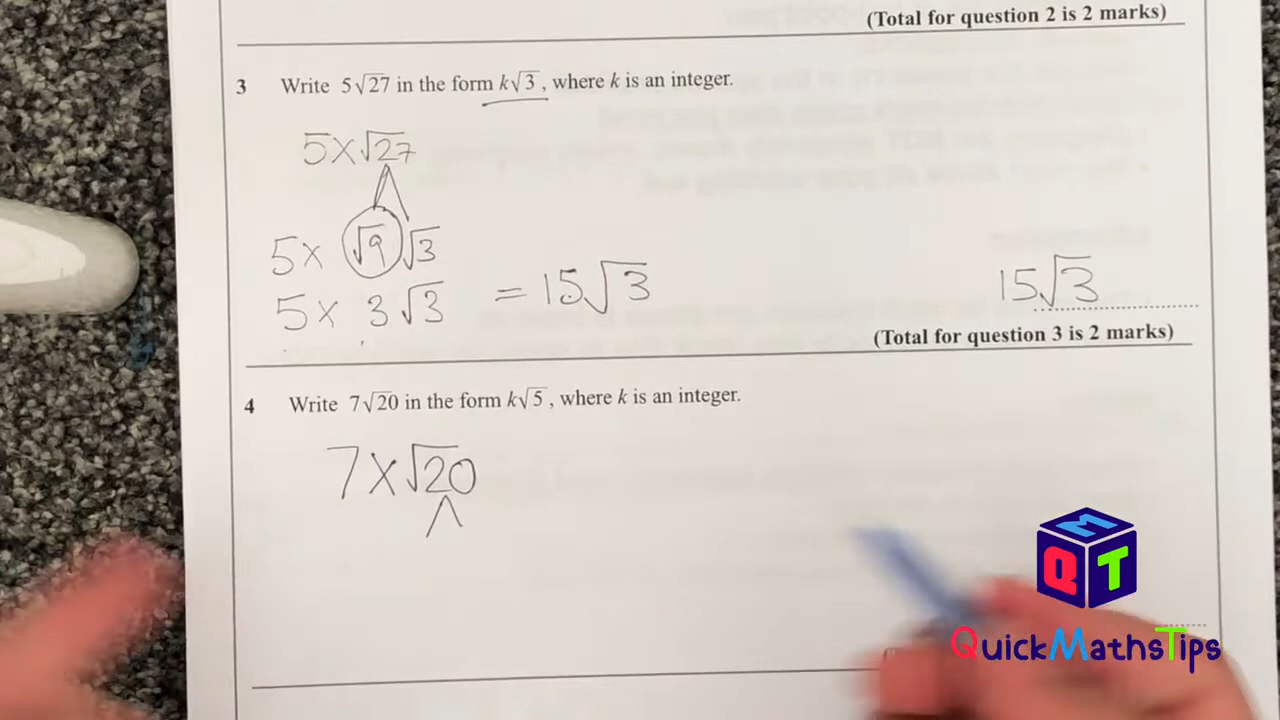 (Total for question 2 is 2 marks)
3 Write 5√27 in the form k√3, where k is an integer.
5×√27
5× √9 √3
5× 3√3 = 15√3
15√3
(Total for question 3 is 2 marks)
4 Write 7√20 in the form k√5, where k is an integer.
7×√20
QMT
QuickMathsTips